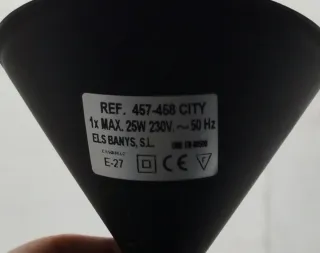 REF. 457-458 CITY
1x MAX. 25W 230V. ~ 50 Hz
ELS BANYS, S.L.
E-27 CE F